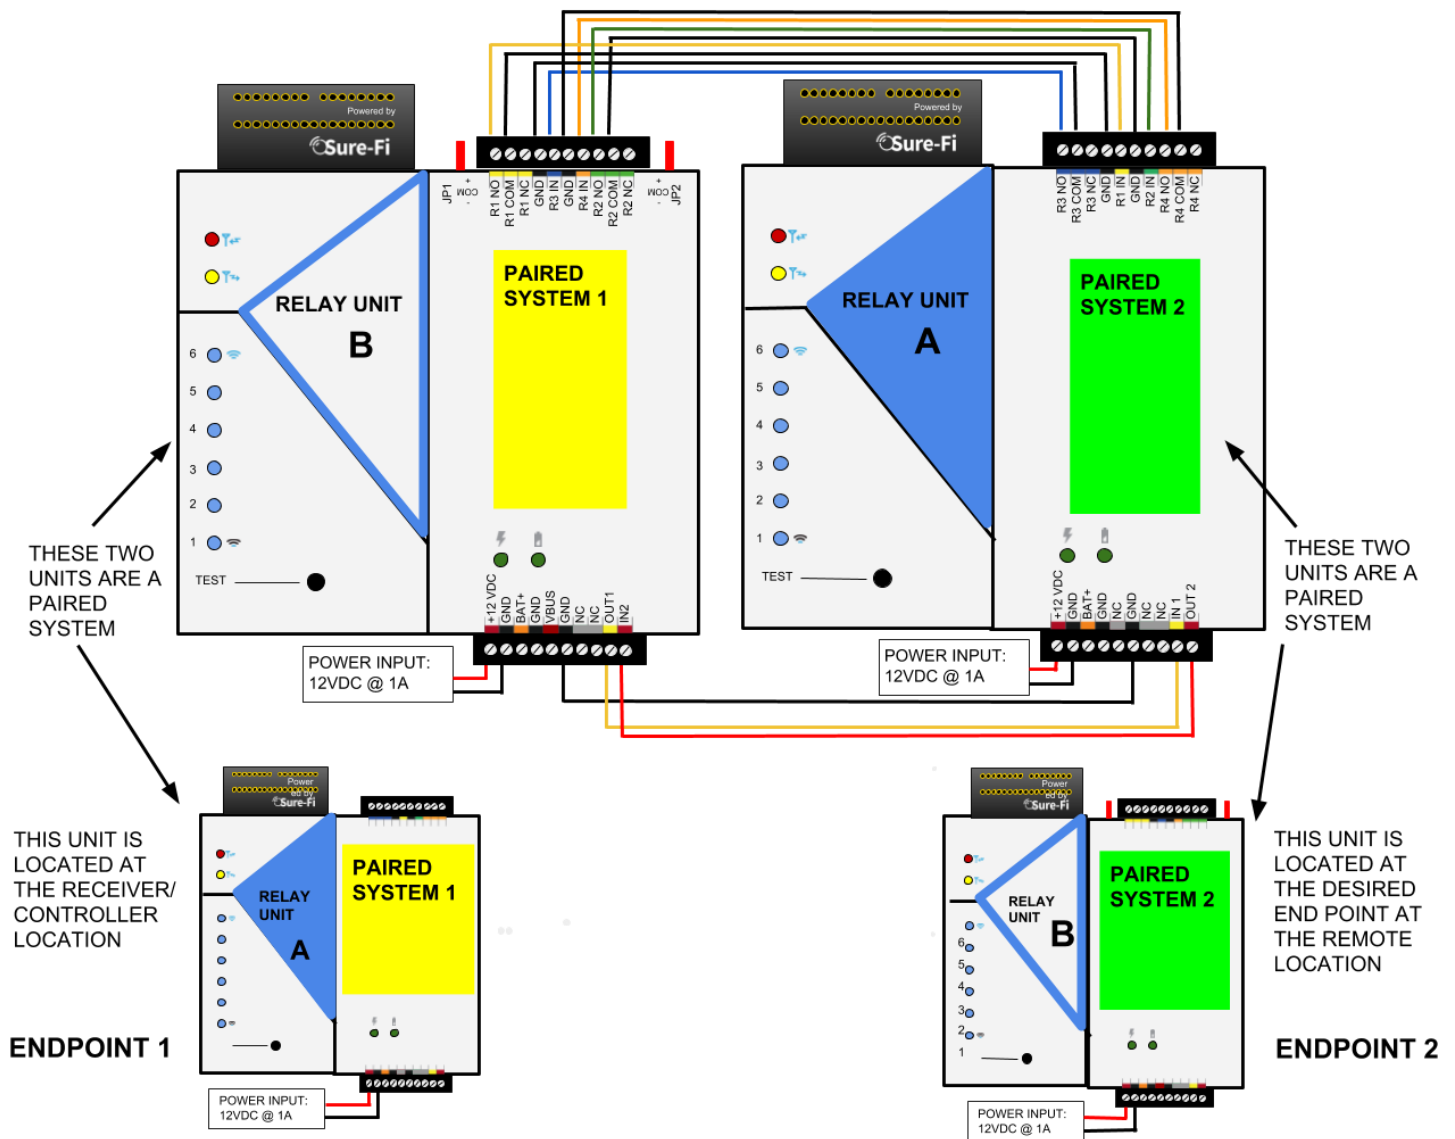 Powered by
Sure-Fi
JP1
+
COM
-
R1 NO
R1 COM
R1 NC
GND
R3 IN
GND
R4 IN
R2 NO
R2 COM
R2 NC
+
COM
-
JP2
PAIRED
SYSTEM 1
RELAY UNIT
B
6
5
4
3
2
1
TEST
+12 VDC
GND
BAT+
GND
VBUS
GND
NC
NC
OUT1
IN2
POWER INPUT:
12VDC @ 1A
Powered by
Sure-Fi
R3 NO
R3 COM
R3 NC
GND
R1 IN
GND
R2 IN
R4 NO
R4 COM
R4 NC
PAIRED
SYSTEM 2
RELAY UNIT
A
6
5
4
3
2
1
TEST
+12 VDC
GND
BAT+
GND
NC
GND
NC
NC
IN 1
OUT 2
POWER INPUT:
12VDC @ 1A
THESE TWO
UNITS ARE A
PAIRED
SYSTEM
THESE TWO
UNITS ARE A
PAIRED
SYSTEM
Power
ed by
Sure-Fi
THIS UNIT IS
LOCATED AT
THE RECEIVER/
CONTROLLER
LOCATION
PAIRED
SYSTEM 1
RELAY
UNIT
A
ENDPOINT 1
POWER INPUT:
12VDC @ 1A
Power
ed by
Sure-Fi
PAIRED
SYSTEM 2
RELAY
UNIT
B
6
5
4
3
2
1
THIS UNIT IS
LOCATED AT
THE DESIRED
END POINT AT
THE REMOTE
LOCATION
ENDPOINT 2
POWER INPUT:
12VDC @ 1A